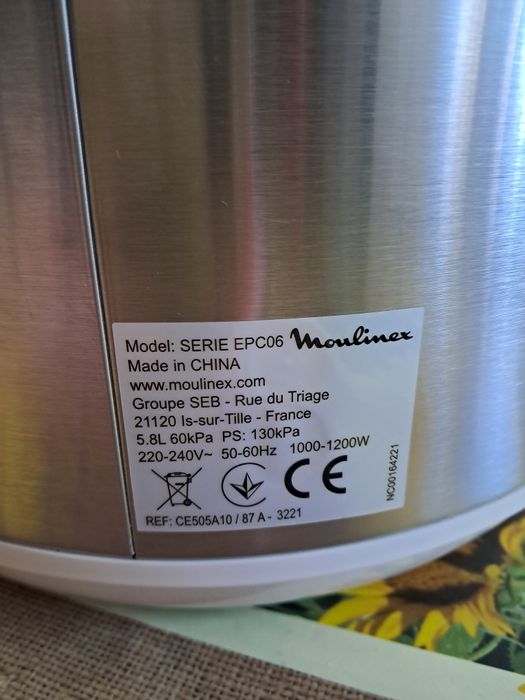 Model: SERIE EPC06 Moulinex
Made in CHINA
www.moulinex.com
Groupe SEB - Rue du Triage
21120 Is-sur-Tille - France
5.8L 60kPa PS: 130kPa
220-240V~ 50-60Hz 1000-1200W
CE
REF: CE505A10 / 87 A - 3221
NC00164221